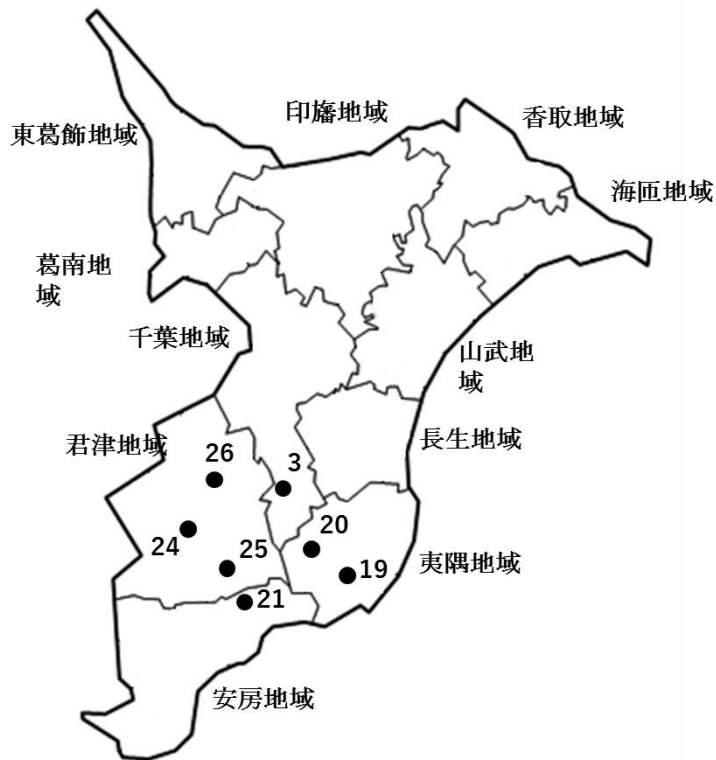 印旛地域
香取地域
東葛飾地域
海匝地域
葛南地
域
千葉地域
山武地
域
君津地域
長生地域
26
3
20
24
25
19
夷隅地域
21
安房地域